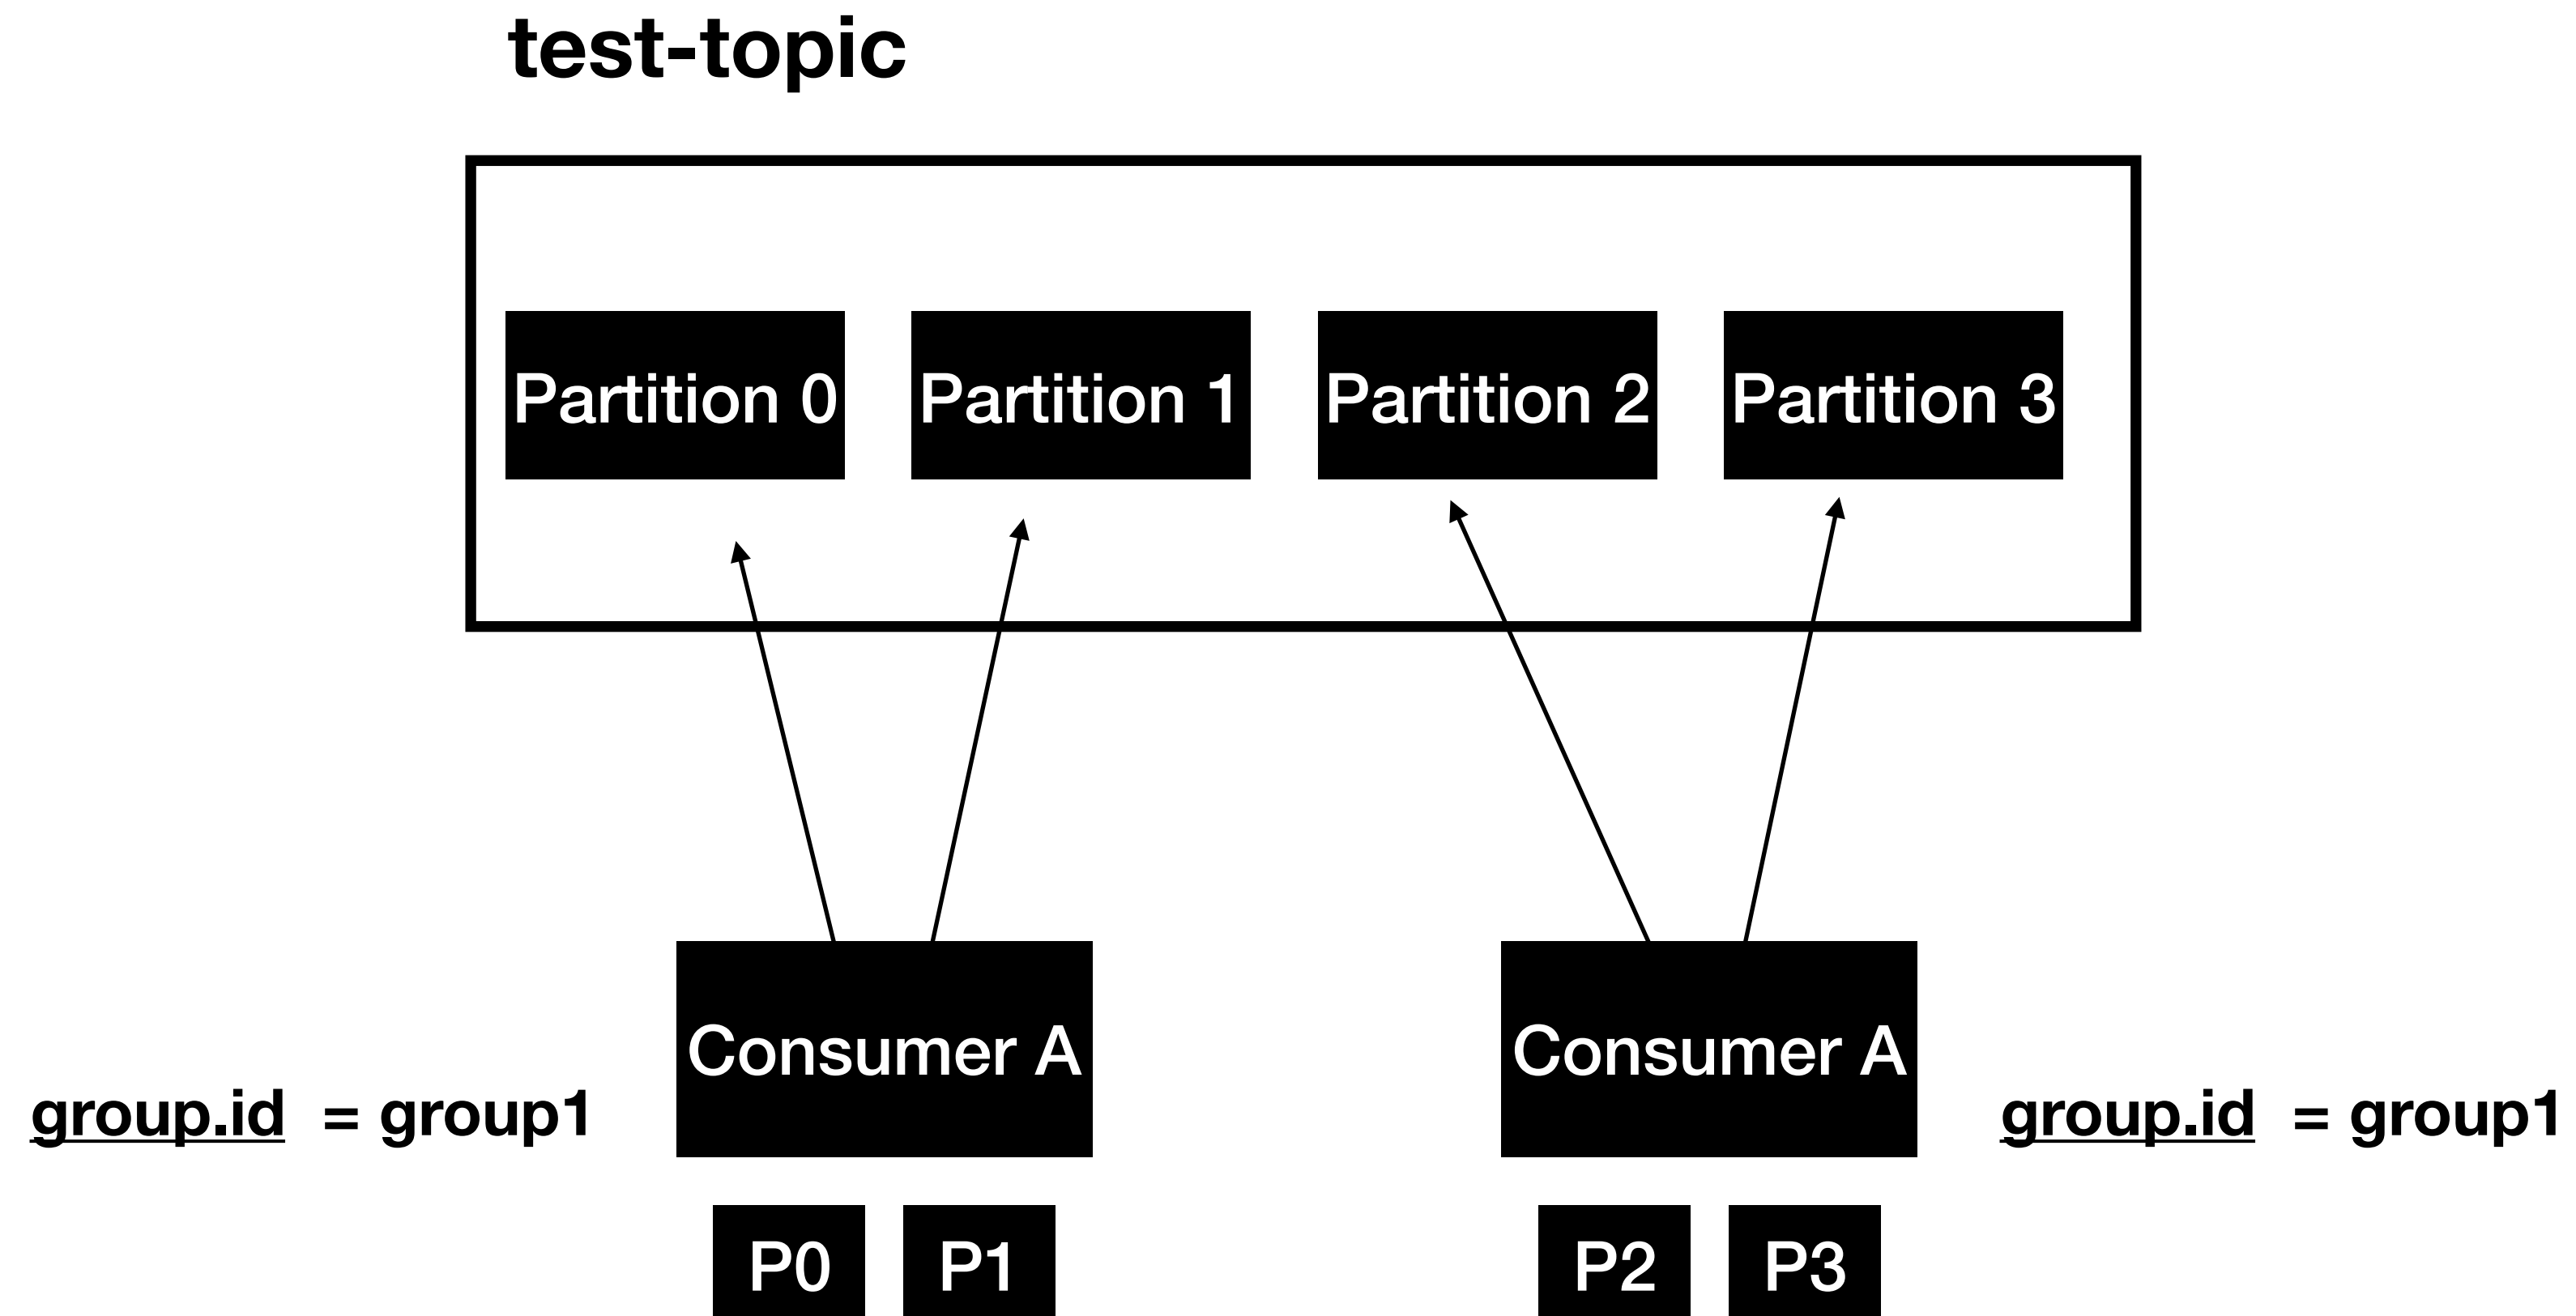 test-topic
Partition 0
Partition 1
Partition 2
Partition 3
Consumer A
Consumer A
group.id = group1
group.id = group1
P0
P1
P2
P3